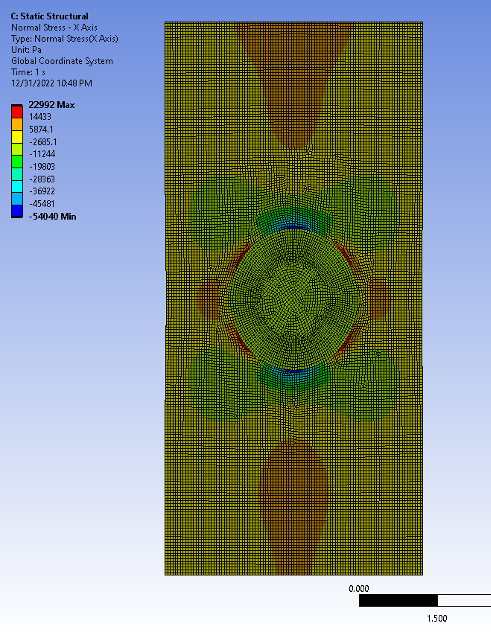 C: Static Structural
Normal Stress - X Axis
Type: Normal Stress(X Axis)
Unit: Pa
Global Coordinate System
Time: 1 s
12/31/2022 10:48 PM
22992 Max
14433
5874.1
-2685.1
-11244
-19803
-28363
-36922
-45481
-54040 Min
0.000
1.500